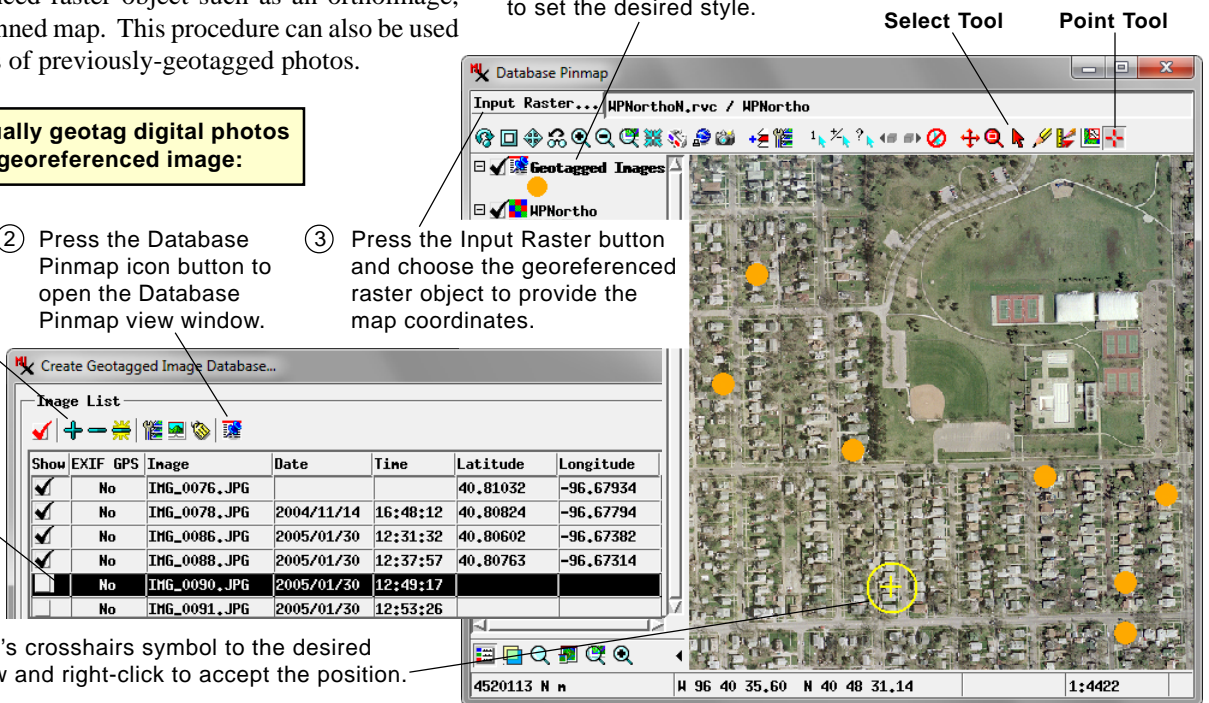 nced raster object such as an orthoimage,
nned map. This procedure can also be used
s of previously-geotagged photos.
to set the desired style.
Select Tool
Point Tool
ually geotag digital photos
georeferenced image:
Database Pinmap
Input Raster... WPNorthoN.rvc / WPNortho
Geotagged Images
WPNortho
2 Press the Database
Pinmap icon button to
open the Database
Pinmap view window.
3 Press the Input Raster button
and choose the georeferenced
raster object to provide the
map coordinates.
Create Geotagged Image Database...
Image List
Show EXIF GPS Image Date Time Latitude Longitude
No IMG_0076.JPG 40.81032 -96.67934
No IMG_0078.JPG 2004/11/14 16:48:12 40.80824 -96.67794
No IMG_0086.JPG 2005/01/30 12:31:32 40.80602 -96.67382
No IMG_0088.JPG 2005/01/30 12:37:57 40.80763 -96.67314
No IMG_0090.JPG 2005/01/30 12:49:17
No IMG_0091.JPG 2005/01/30 12:53:26
's crosshairs symbol to the desired
w and right-click to accept the position.
4520113 N m
W 96 40 35.60 N 40 48 31.14
1:4422